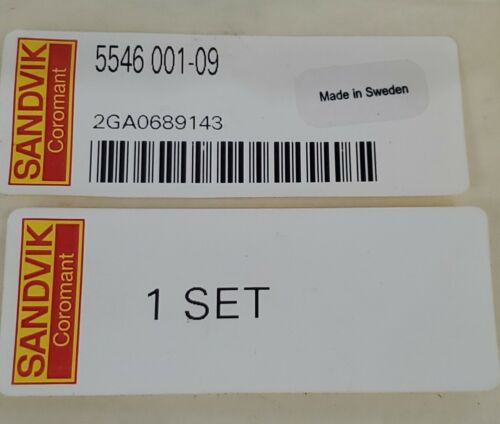 SANDVIK
Coromant
5546 001-09
Made in Sweden
2GA0689143
SANDVIK
Coromant
1 SET